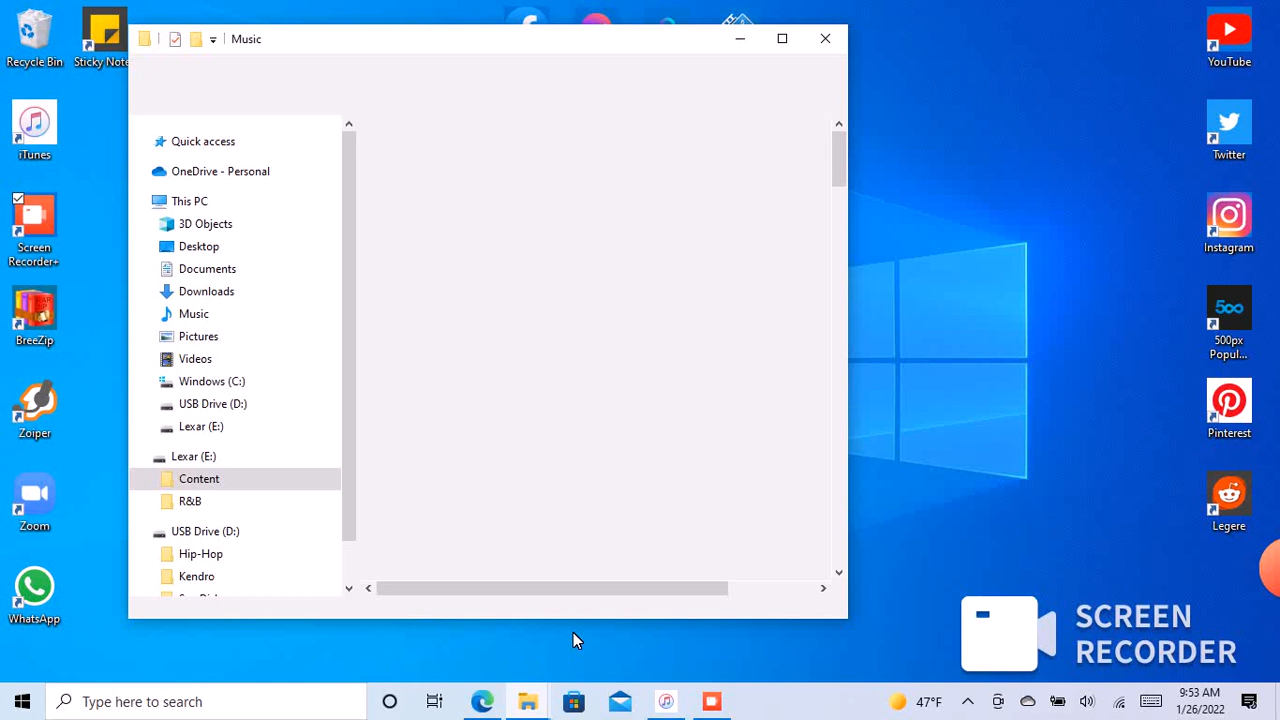 Music
Recycle Bin
Sticky Note
iTunes
Screen
Recorder+
BreeZip
Zoiper
Zoom
WhatsApp
Quick access
OneDrive - Personal
This PC
3D Objects
Desktop
Documents
Downloads
Music
Pictures
Videos
Windows (C:)
USB Drive (D:)
Lexar (E:)
Lexar (E:)
Content
R&B
USB Drive (D:)
Hip-Hop
Kendro
YouTube
Twitter
Instagram
500
500px
Popul...
Pinterest
Legere
SCREEN
RECORDER
Type here to search
47°F
9:53 AM
1/26/2022